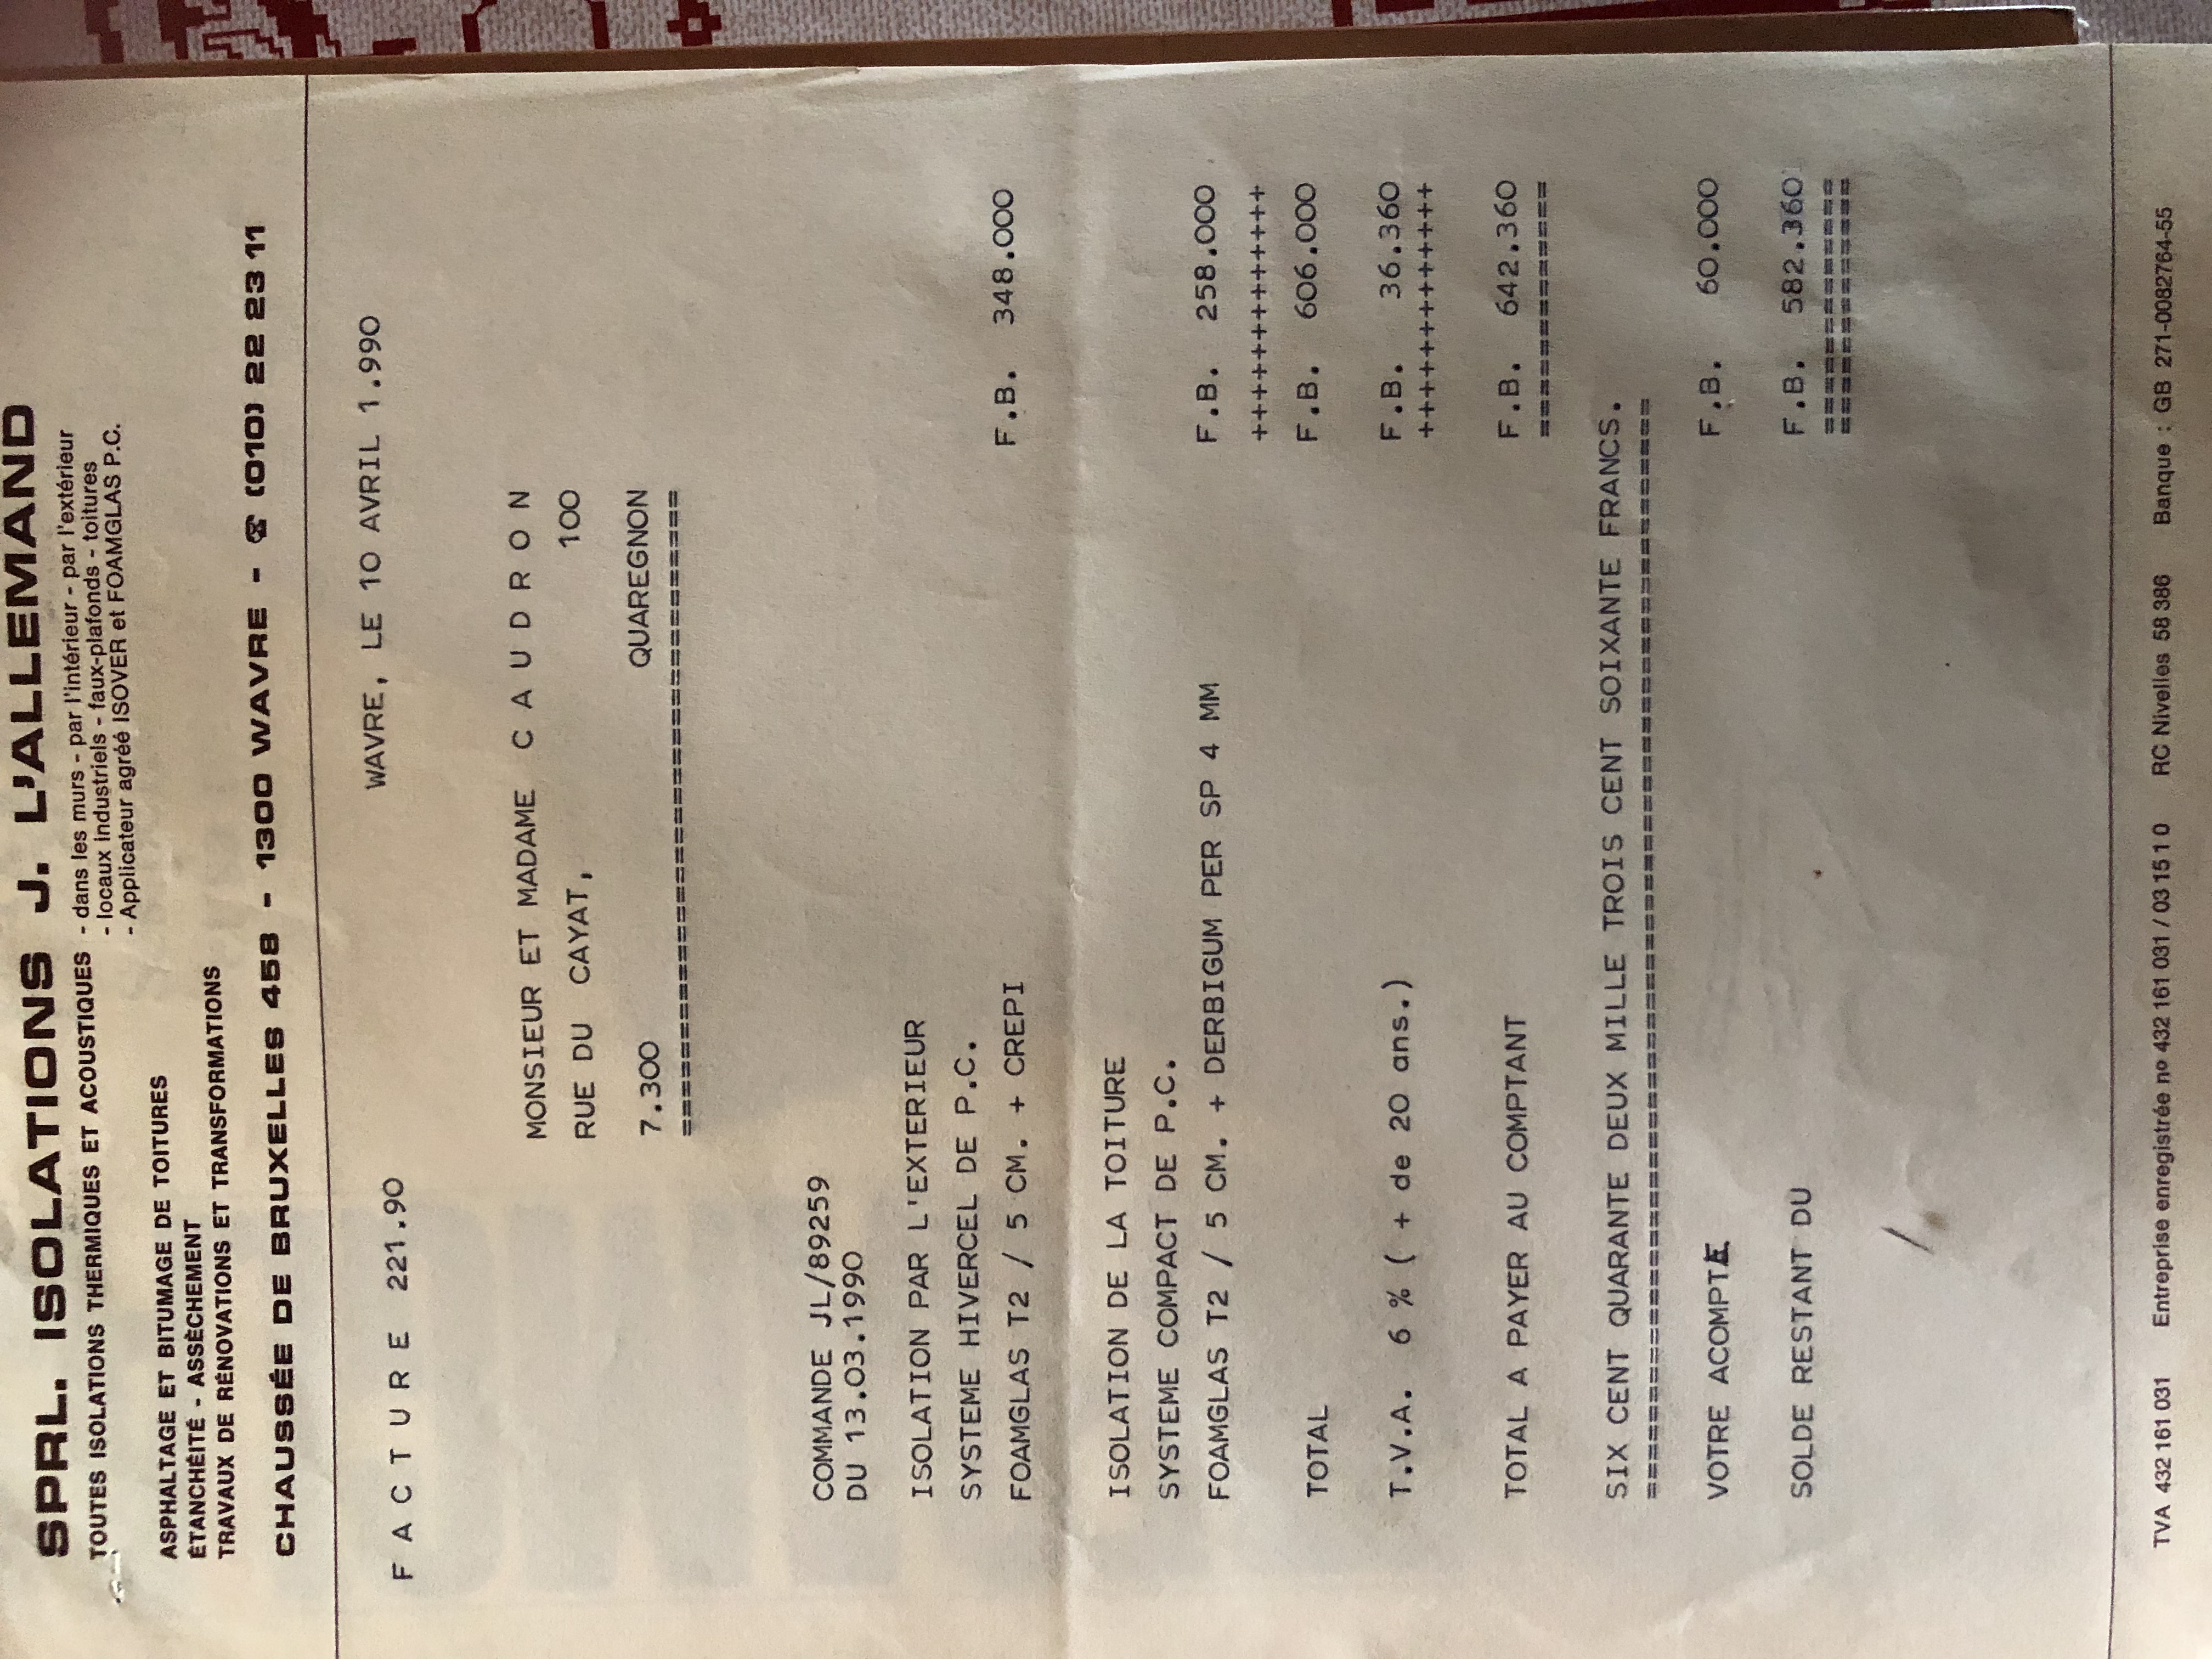 SPRL. ISOLATIONS J. L'ALLEMAND
TOUTES ISOLATIONS THERMIQUES ET ACOUSTIQUES - dans les murs - par l'intérieur - par l'extérieur
- locaux industriels - faux-plafonds - toitures
- Applicateur agréé ISOVER et FOAMGLAS P.C.
ASPHALTAGE ET BITUMAGE DE TOITURES
ÉTANCHÉITÉ - ASSÈCHEMENT
TRAVAUX DE RÉNOVATIONS ET TRANSFORMATIONS
CHAUSSÉE DE BRUXELLES 458 - 1300 WAVRE - ☎ (010) 22 23 11
F A C T U R E 221.90 WAVRE, LE 10 AVRIL 1.990
MONSIEUR ET MADAME C A U D R O N
RUE DU CAYAT, 100
7.300 QUAREGNON
==========================================
COMMANDE JL/89259
DU 13.03.1990
ISOLATION PAR L'EXTERIEUR
SYSTEME HIVERCEL DE P.C.
FOAMGLAS T2 / 5 CM. + CREPI F.B. 348.000
ISOLATION DE LA TOITURE
SYSTEME COMPACT DE P.C.
FOAMGLAS T2 / 5 CM. + DERBIGUM PER SP 4 MM F.B. 258.000
++++++++++++++
TOTAL F.B. 606.000
T.V.A. 6 % ( + de 20 ans.) F.B. 36.360
++++++++++++++
TOTAL A PAYER AU COMPTANT F.B. 642.360
==============
SIX CENT QUARANTE DEUX MILLE TROIS CENT SOIXANTE FRANCS.
========================================================
VOTRE ACOMPTE F.B. 60.000
SOLDE RESTANT DU F.B. 582.360
==============
==============
TVA 432 161 031 Entreprise enregistrée nº 432 161 031 / 03 15 1 0 RC Nivelles 58 386 Banque : GB 271-0082764-55